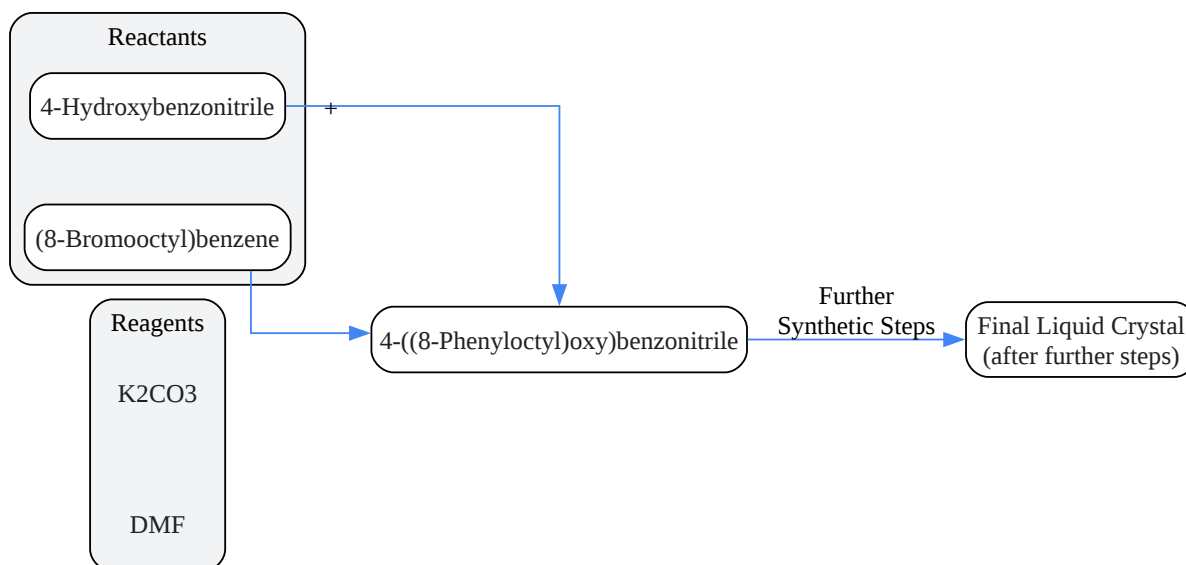 Reactants
4-Hydroxybenzonitrile
+
(8-Bromooctyl)benzene
Reagents
K2CO3
DMF
4-((8-Phenyloctyl)oxy)benzonitrile
Further
Synthetic Steps
Final Liquid Crystal
(after further steps)